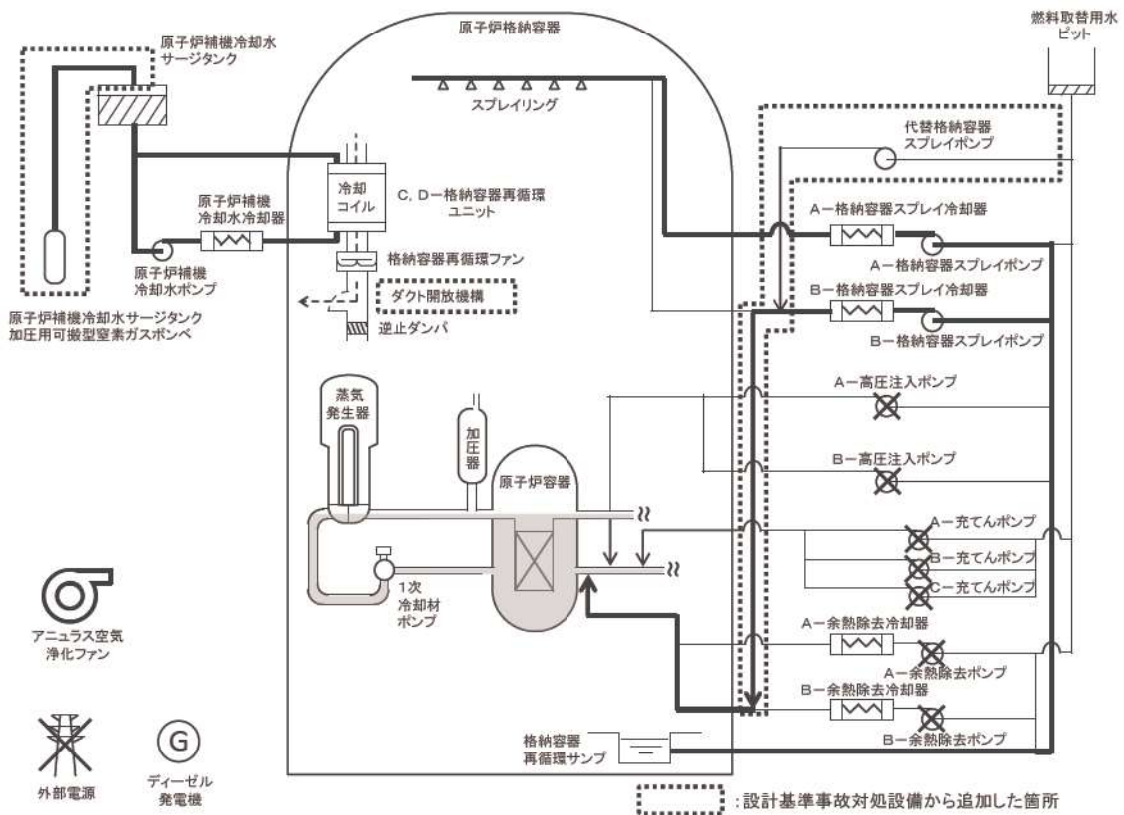 原子炉補機冷却水
サージタンク
原子炉格納容器
燃料取替用水
ピット
スプレイリング
代替格納容器
スプレイポンプ
冷却
コイル
C,D－格納容器再循環
ユニット
原子炉補機
冷却水冷却器
A－格納容器スプレイ冷却器
A－格納容器スプレイポンプ
格納容器再循環ファン
原子炉補機
冷却水ポンプ
ダクト開放機構
B－格納容器スプレイ冷却器
原子炉補機冷却水サージタンク
加圧用可搬型窒素ガスボンベ
逆止ダンパ
B－格納容器スプレイポンプ
A－高圧注入ポンプ
蒸気
発生器
加圧器
B－高圧注入ポンプ
原子炉容器
A－充てんポンプ
B－充てんポンプ
C－充てんポンプ
1次
冷却材
ポンプ
アニュラス空気
浄化ファン
A－余熱除去冷却器
A－余熱除去ポンプ
B－余熱除去冷却器
B－余熱除去ポンプ
格納容器
再循環サンプ
外部電源
G
ディーゼル
発電機
：設計基準事故対処設備から追加した箇所